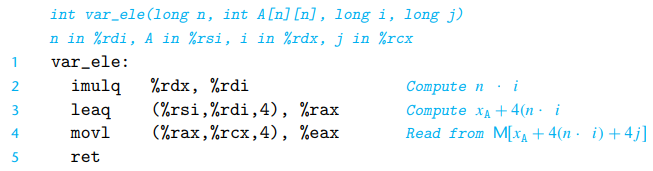 int var_ele(long n, int A[n][n], long i, long j)
n in %rdi, A in %rsi, i in %rdx, j in %rcx
1 var_ele:
2 imulq %rdx, %rdi Compute n · i
3 leaq (%rsi,%rdi,4), %rax Compute xA + 4(n· i
4 movl (%rax,%rcx,4), %eax Read from M[xA + 4(n· i) + 4j]
5 ret